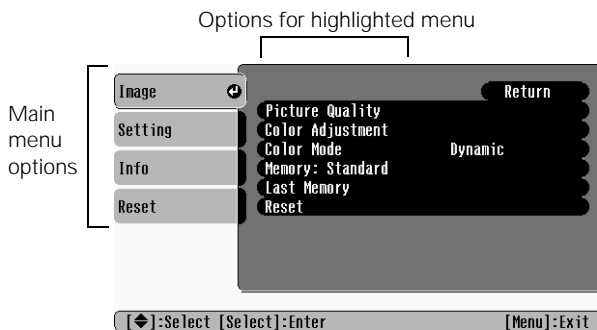 Options for highlighted menu
Main
menu
options
Image
Setting
Info
Reset
Return
Picture Quality
Color Adjustment
Color Mode Dynamic
Memory: Standard
Last Memory
Reset
[◆]:Select [Select]:Enter [Menu]:Exit